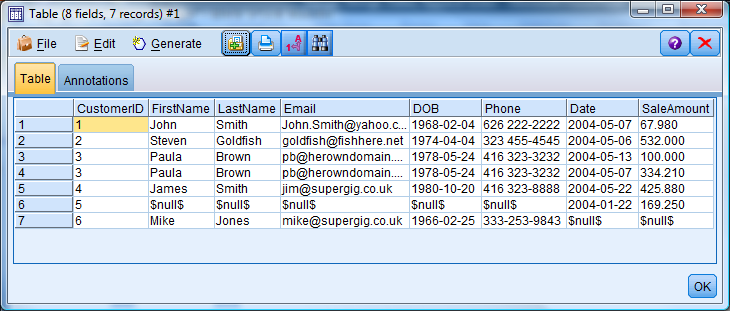 Table (8 fields, 7 records) #1
File Edit Generate
Table Annotations
CustomerID FirstName LastName Email DOB Phone Date SaleAmount
1 1 John Smith John.Smith@yahoo.c... 1968-02-04 626 222-2222 2004-05-07 67.980
2 2 Steven Goldfish goldfish@fishhere.net 1974-04-04 323 455-4545 2004-05-06 532.000
3 3 Paula Brown pb@herowndomain.... 1978-05-24 416 323-3232 2004-05-13 100.000
4 3 Paula Brown pb@herowndomain.... 1978-05-24 416 323-3232 2004-05-07 334.210
5 4 James Smith jim@supergig.co.uk 1980-10-20 416 323-8888 2004-05-22 425.880
6 5 $null$ $null$ $null$ $null$ $null$ 2004-01-22 169.250
7 6 Mike Jones mike@supergig.co.uk 1966-02-25 333-253-9843 $null$ $null$
OK